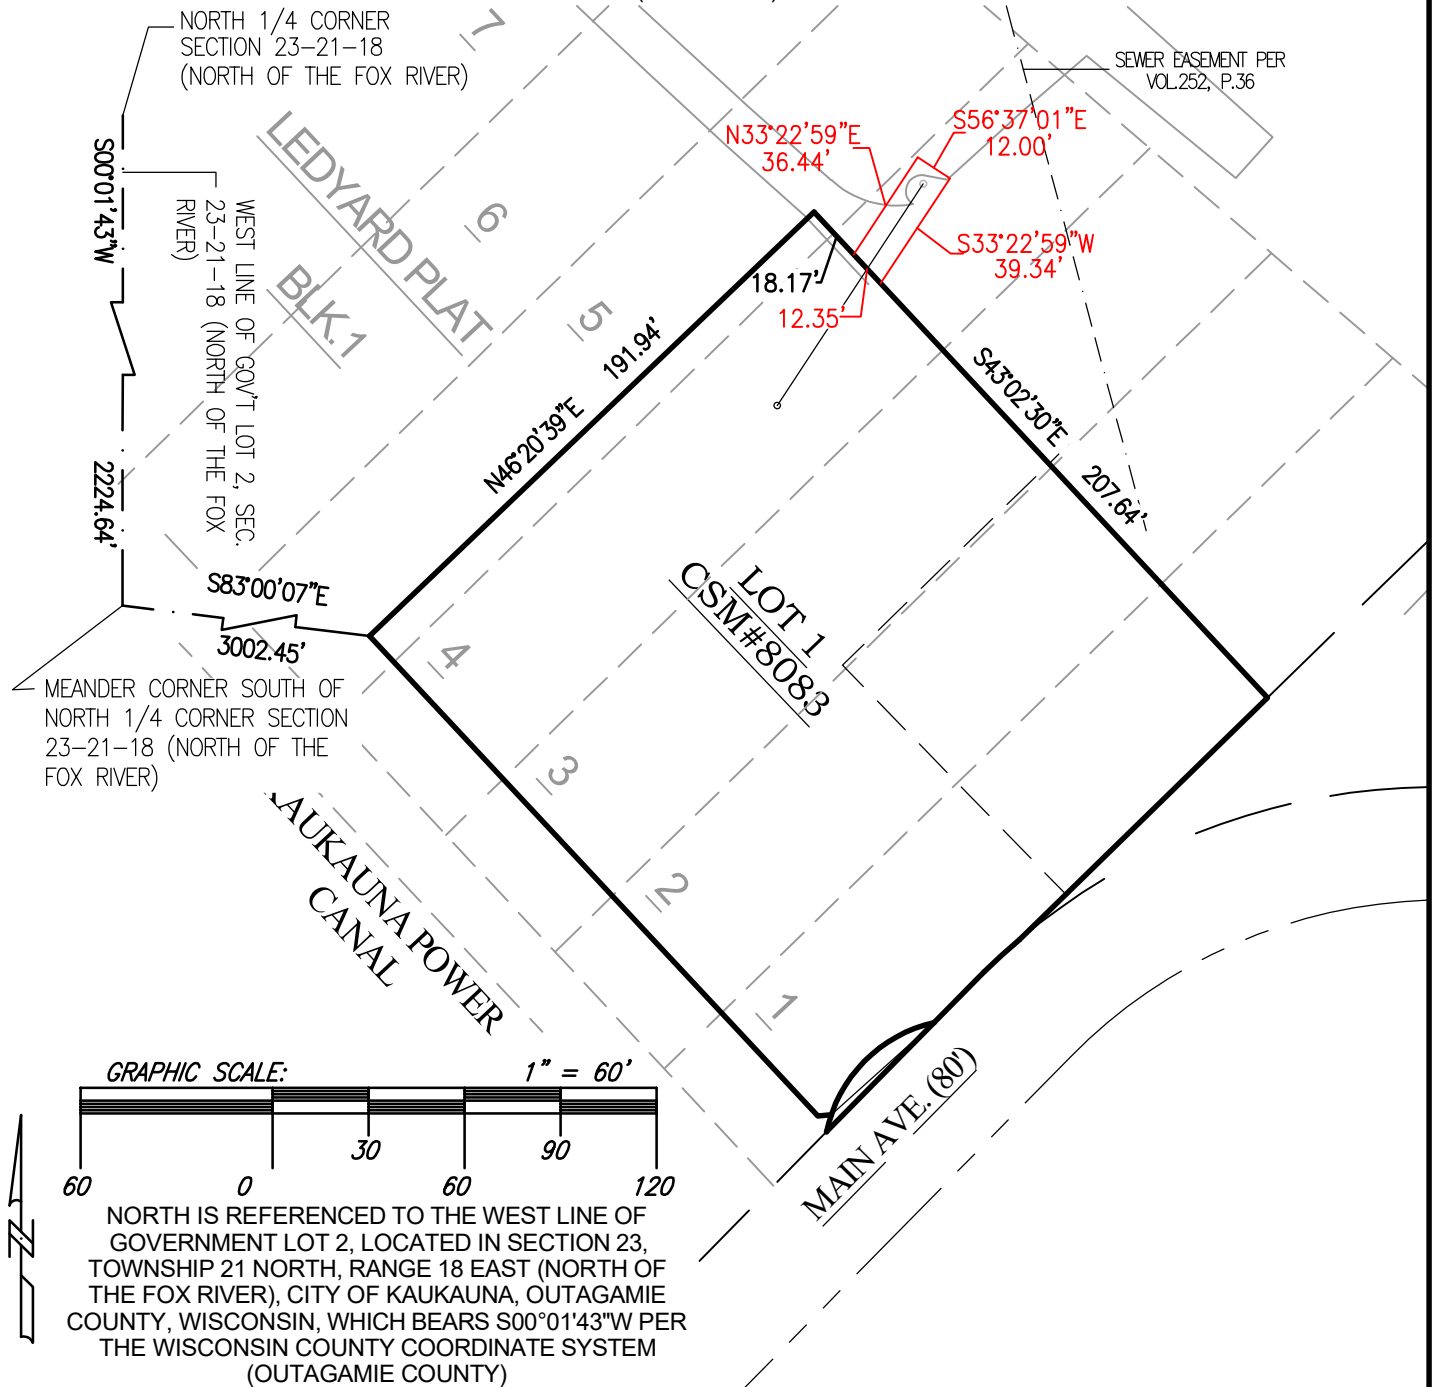 NORTH 1/4 CORNER
SECTION 23-21-18
(NORTH OF THE FOX RIVER)
SEWER EASEMENT PER
VOL.252, P.36
7
LEDYARD PLAT
BLK.1
6
5
N33°22'59"E
36.44'
S56°37'01"E
12.00'
S33°22'59"W
39.34'
18.17'
12.35'
S00°01'43"W
2224.64'
WEST LINE OF GOV'T LOT 2, SEC.
23-21-18 (NORTH OF THE FOX
RIVER)
N46°20'39"E
191.94'
S43°02'30"E
207.64'
S83°00'07"E
3002.45'
LOT 1
CSM#8083
4
3
2
1
MEANDER CORNER SOUTH OF
NORTH 1/4 CORNER SECTION
23-21-18 (NORTH OF THE
FOX RIVER)
KAUKAUNA POWER
CANAL
MAIN AVE. (80')
GRAPHIC SCALE:
1" = 60'
30
90
60
0
60
120
N
NORTH IS REFERENCED TO THE WEST LINE OF
GOVERNMENT LOT 2, LOCATED IN SECTION 23,
TOWNSHIP 21 NORTH, RANGE 18 EAST (NORTH OF
THE FOX RIVER), CITY OF KAUKAUNA, OUTAGAMIE
COUNTY, WISCONSIN, WHICH BEARS S00°01'43"W PER
THE WISCONSIN COUNTY COORDINATE SYSTEM
(OUTAGAMIE COUNTY)